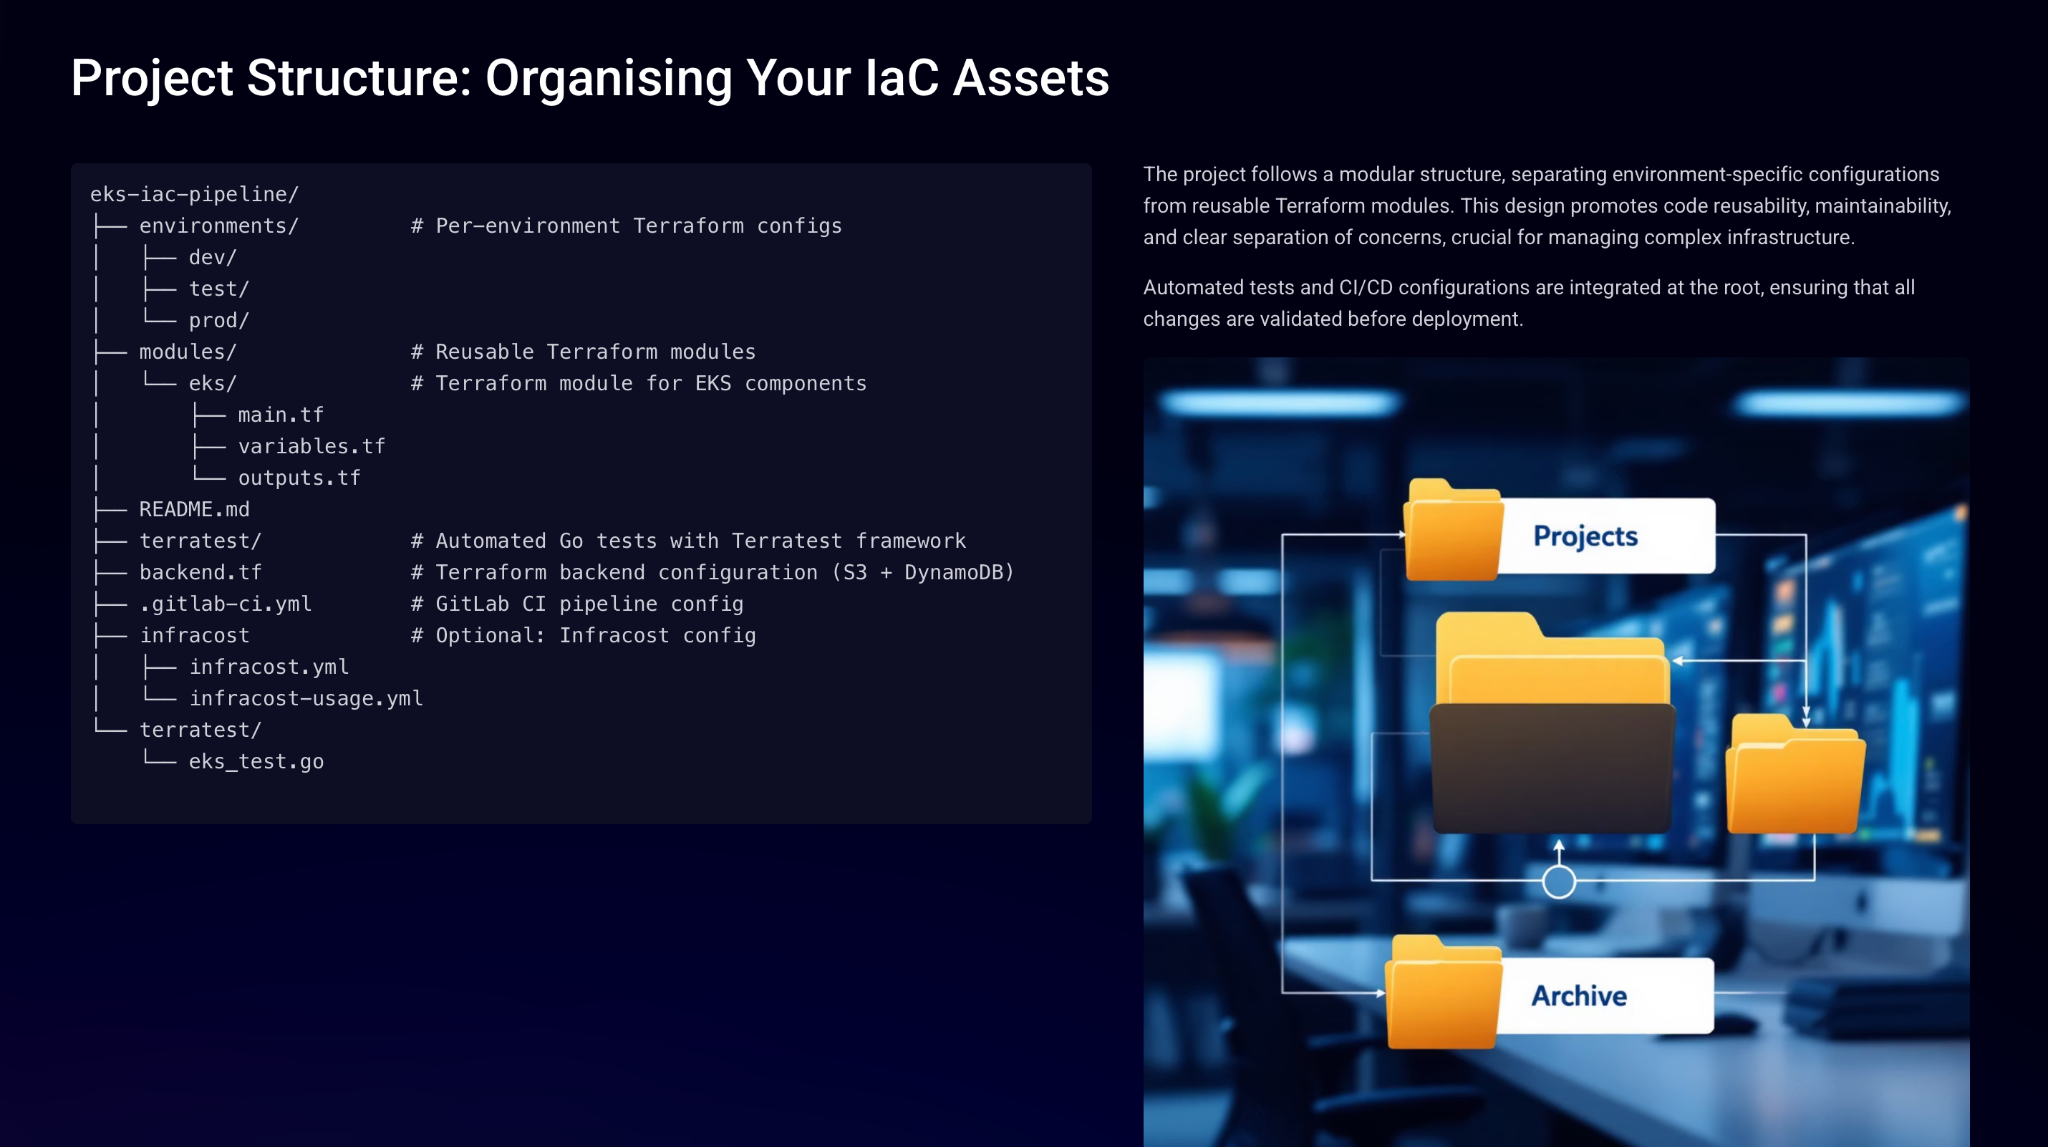 Project Structure: Organising Your IaC Assets
eks-iac-pipeline/
├── environments/         # Per-environment Terraform configs
│   ├── dev/
│   ├── test/
│   └── prod/
├── modules/              # Reusable Terraform modules
│   └── eks/              # Terraform module for EKS components
│       ├── main.tf
│       ├── variables.tf
│       └── outputs.tf
├── README.md
├── terratest/            # Automated Go tests with Terratest framework
├── backend.tf            # Terraform backend configuration (S3 + DynamoDB)
├── .gitlab-ci.yml        # GitLab CI pipeline config
├── infracost             # Optional: Infracost config
│   ├── infracost.yml
│   └── infracost-usage.yml
└── terratest/
    └── eks_test.go
The project follows a modular structure, separating environment-specific configurations
from reusable Terraform modules. This design promotes code reusability, maintainability,
and clear separation of concerns, crucial for managing complex infrastructure.
Automated tests and CI/CD configurations are integrated at the root, ensuring that all
changes are validated before deployment.
Projects
Archive